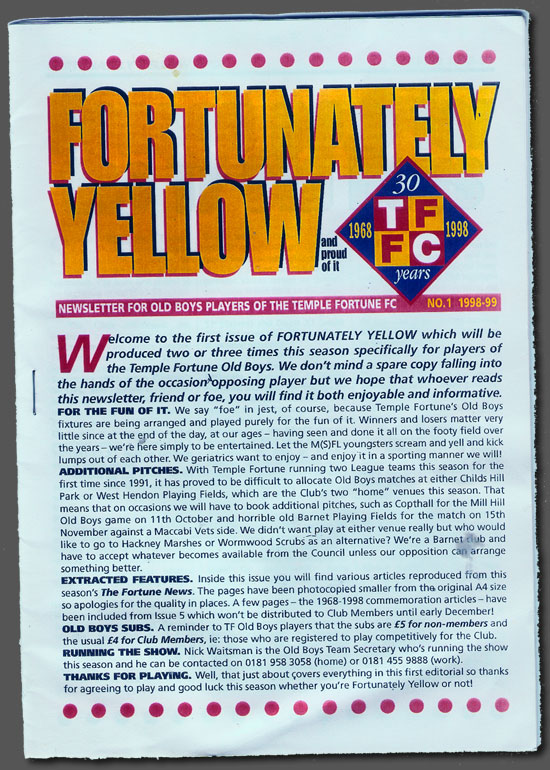 FORTUNATELY
YELLOW
and
proud
of it
30
1968
TF
FC
1998
years
NEWSLETTER FOR OLD BOYS PLAYERS OF THE TEMPLE FORTUNE FC
NO.1 1998-99
Welcome to the first issue of FORTUNATELY YELLOW which will be
produced two or three times this season specifically for players of
the Temple Fortune Old Boys. We don't mind a spare copy falling into
the hands of the occasion opposing player but we hope that whoever reads
this newsletter, friend or foe, you will find it both enjoyable and informative.
FOR THE FUN OF IT. We say "foe" in jest, of course, because Temple Fortune's Old Boys
fixtures are being arranged and played purely for the fun of it. Winners and losers matter very
little since at the end of the day, at our ages – having seen and done it all on the footy field over
the years – we're here simply to be entertained. Let the M(S)FL youngsters scream and yell and kick
lumps out of each other. We geriatrics want to enjoy – and enjoy it in a sporting manner we will!
ADDITIONAL PITCHES. With Temple Fortune running two League teams this season for the
first time since 1991, it has proved to be difficult to allocate Old Boys matches at either Childs Hill
Park or West Hendon Playing Fields, which are the Club's two "home" venues this season. That
means that on occasions we will have to book additional pitches, such as Copthall for the Mill Hill
Old Boys game on 11th October and horrible old Barnet Playing Fields for the match on 15th
November against a Maccabi Vets side. We didn't want play at either venue really but who would
like to go to Hackney Marshes or Wormwood Scrubs as an alternative? We're a Barnet club and
have to accept whatever becomes available from the Council unless our opposition can arrange
something better.
EXTRACTED FEATURES. Inside this issue you will find various articles reproduced from this
season's The Fortune News. The pages have been photocopied smaller from the original A4 size
so apologies for the quality in places. A few pages – the 1968-1998 commemoration articles – have
been included from Issue 5 which won't be distributed to Club Members until early December!
OLD BOYS SUBS. A reminder to TF Old Boys players that the subs are £5 for non-members and
the usual £4 for Club Members, ie: those who are registered to play competitively for the Club.
RUNNING THE SHOW. Nick Waitsman is the Old Boys Team Secretary who's running the show
this season and he can be contacted on 0181 958 3058 (home) or 0181 455 9888 (work).
THANKS FOR PLAYING. Well, that just about covers everything in this first editorial so thanks
for agreeing to play and good luck this season whether you're Fortunately Yellow or not!